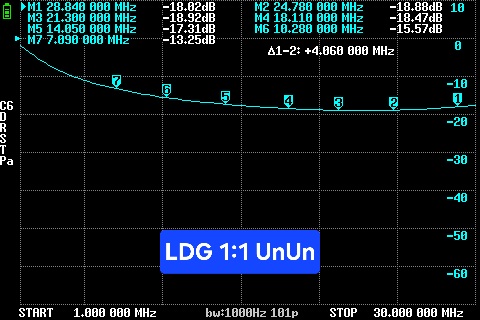 ▶M1 28.840 000 MHz -18.02dB M2 24.780 000 MHz -18.88dB 10
M3 21.300 000 MHz -18.92dB M4 18.110 000 MHz -18.47dB
M5 14.050 000 MHz -17.31dB M6 10.280 000 MHz -15.57dB
M7 7.090 000 MHz -13.25dB 0
Δ1-2: +4.060 000 MHz
-10
7 6 5 4 3 2 1
C6
D
R
S
T
Pa
-20
-30
-40
-50
LDG 1:1 UnUn
-60
START 1.000 000 MHz bw:1000Hz 101p STOP 30.000 000 MHz